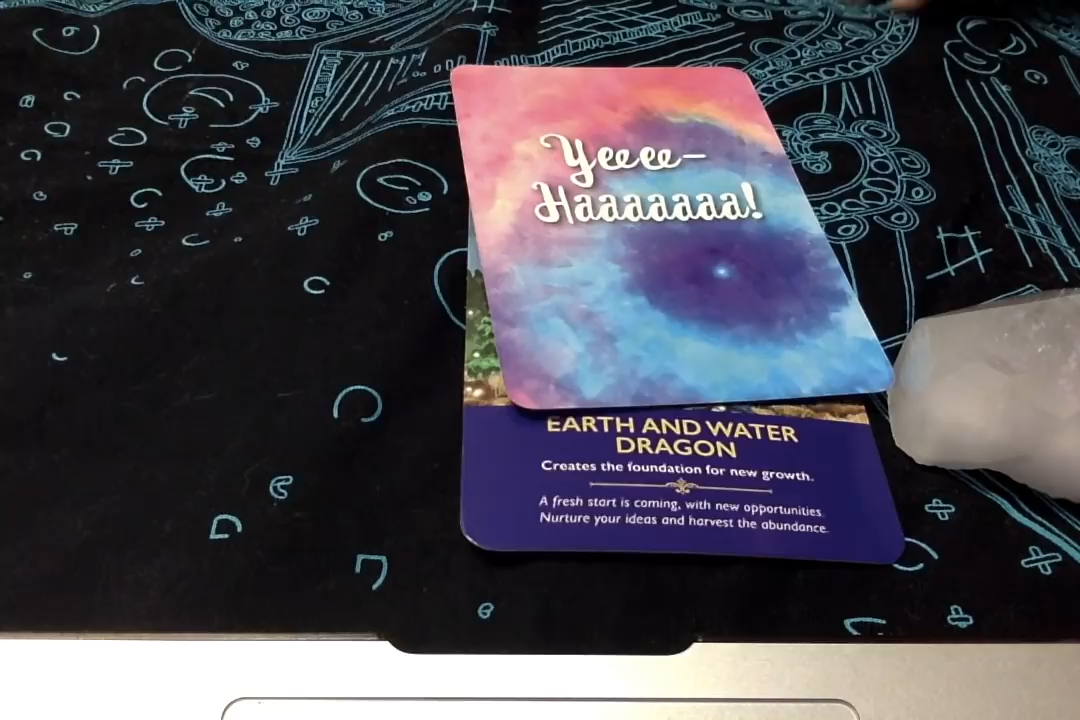 Yeeee-
Haaaaaaa!
EARTH AND WATER
DRAGON
Creates the foundation for new growth.
A fresh start is coming, with new opportunities.
Nurture your ideas and harvest the abundance.